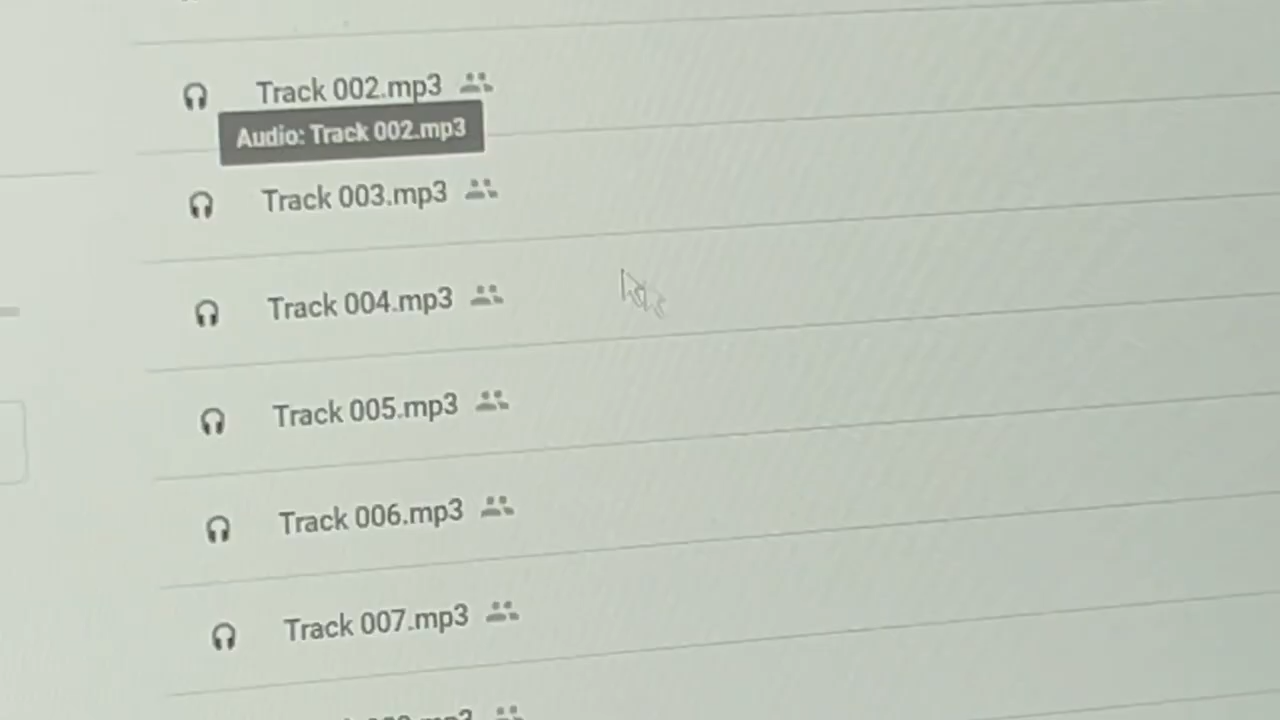 Track 002.mp3
Audio: Track 002.mp3
Track 003.mp3
Track 004.mp3
Track 005.mp3
Track 006.mp3
Track 007.mp3